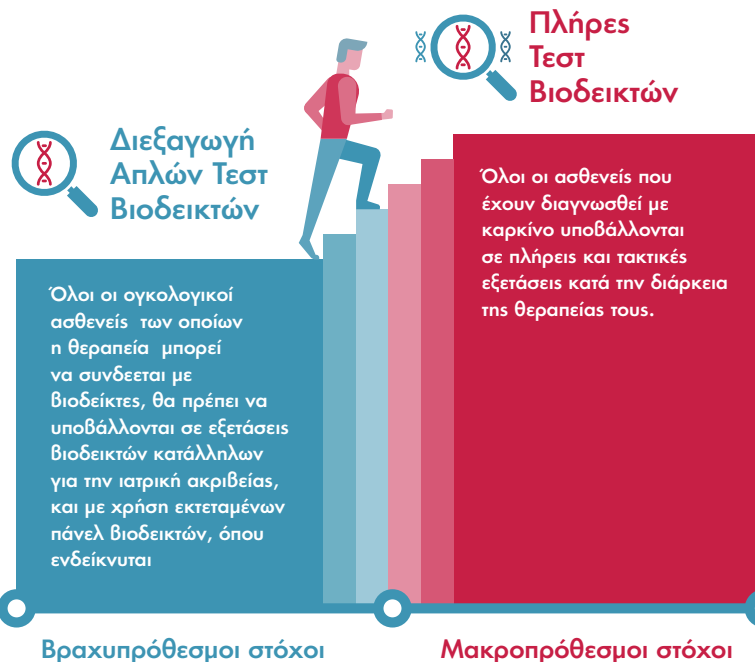 Διεξαγωγή
Απλών Τεστ
Βιοδεικτών
Όλοι οι ογκολογικοί
ασθενείς των οποίων
η θεραπεία μπορεί
να συνδεεται με
βιοδείκτες, θα πρέπει να
υποβάλλονται σε εξετάσεις
βιοδεικτών κατάλληλων
για την ιατρική ακριβείας,
και με χρήση εκτεταμένων
πάνελ βιοδεικτών, όπου
ενδείκνυται
Βραχυπρόθεσμοι στόχοι
Πλήρες
Τεστ
Βιοδεικτών
Όλοι οι ασθενείς που
έχουν διαγνωσθεί με
καρκίνο υποβάλλονται
σε πλήρεις και τακτικές
εξετάσεις κατά την διάρκεια
της θεραπείας τους.
Μακροπρόθεσμοι στόχοι